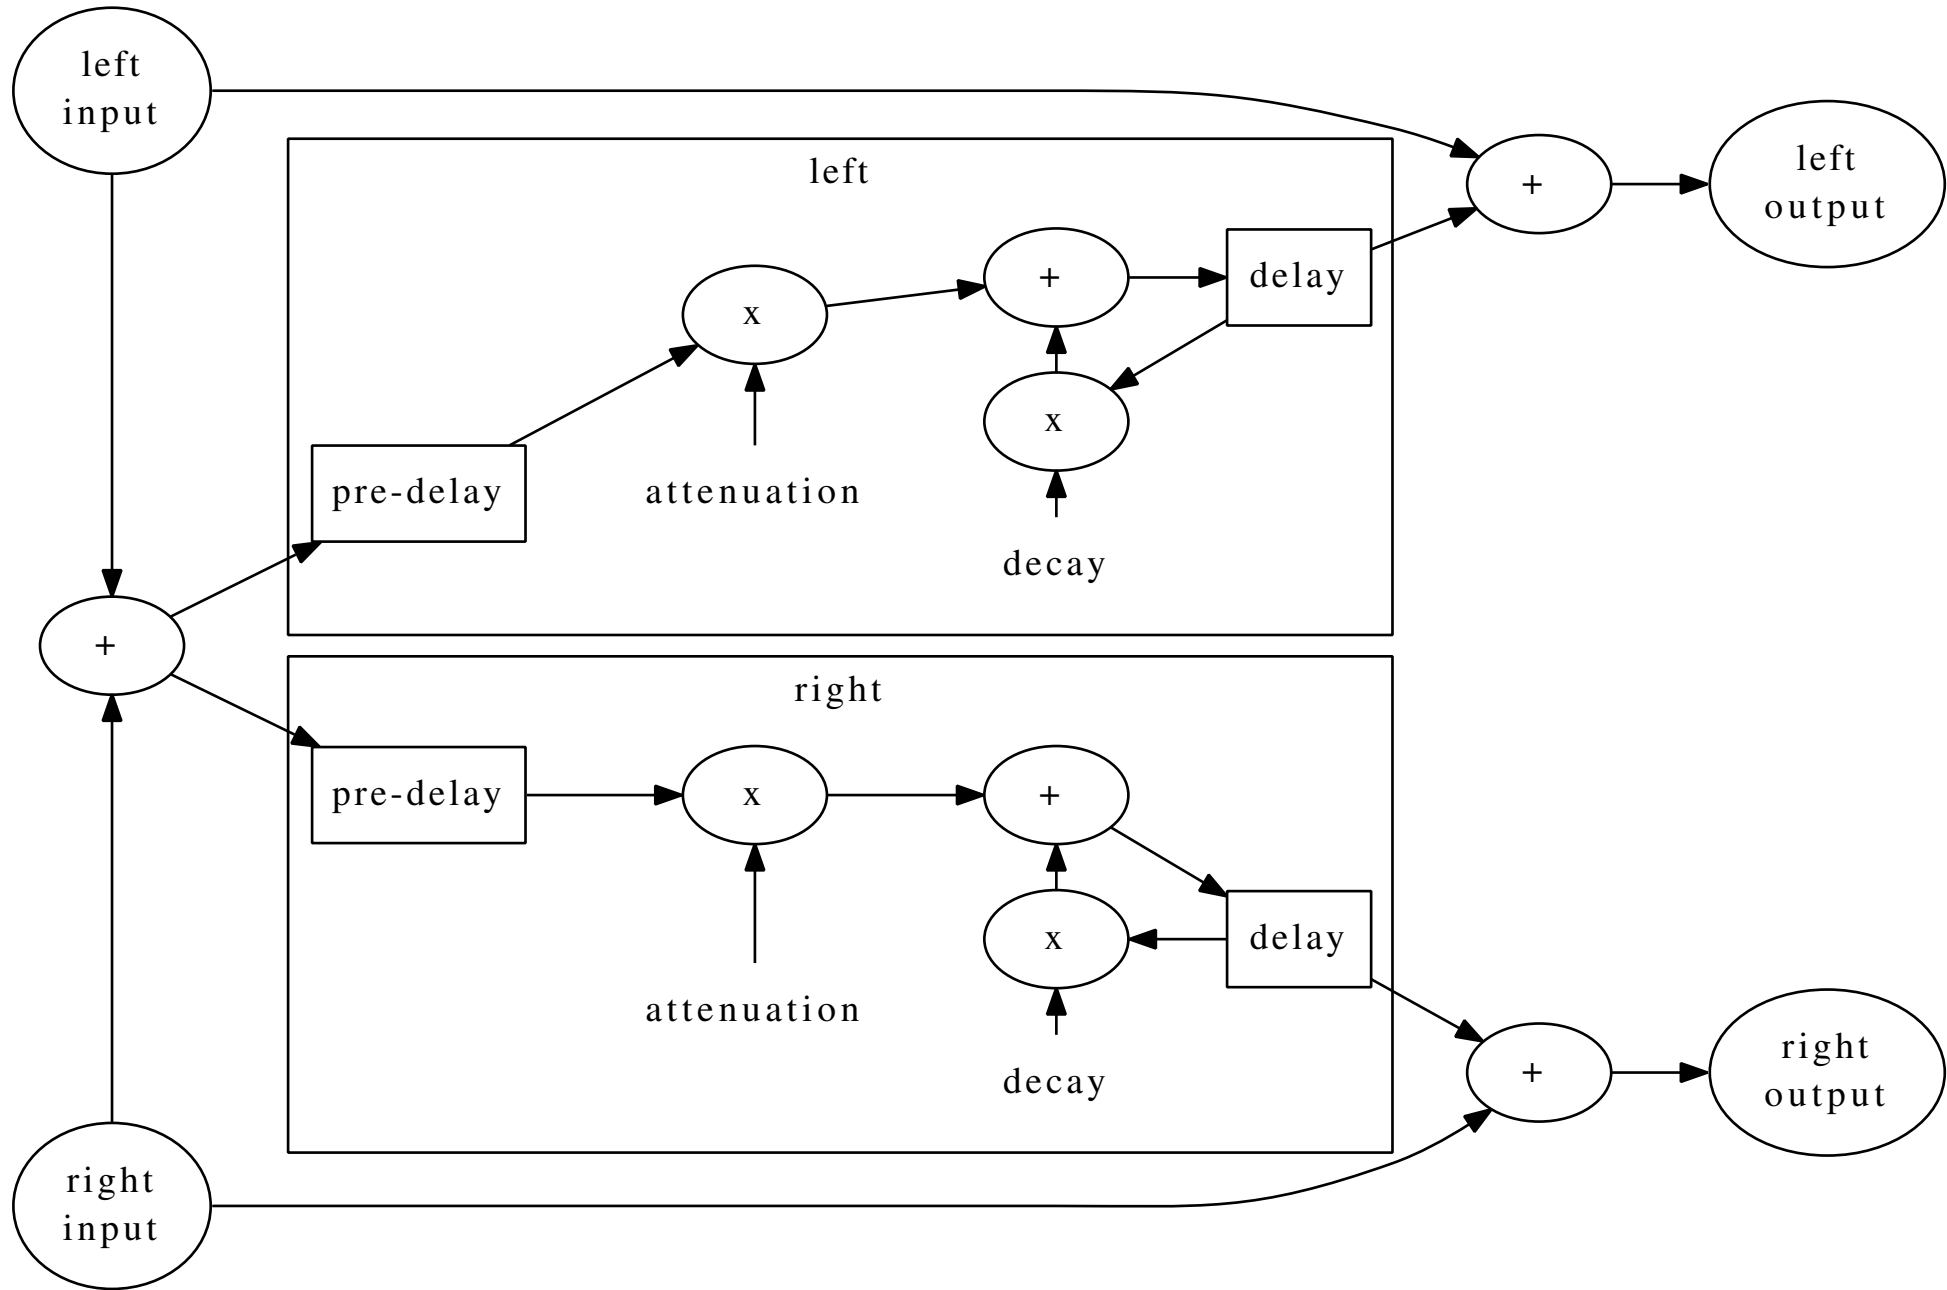 left
input
left
left
output
+
+
delay
x
x
pre-delay
attenuation
decay
+
right
pre-delay
x
+
x
delay
attenuation
decay
+
right
output
right
input